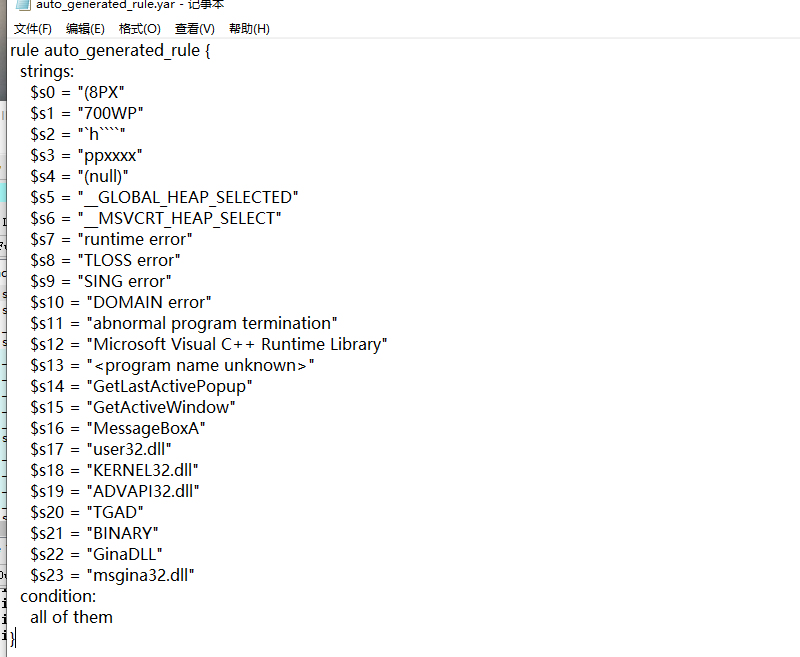 auto_generated_rule.yar - 记事本
文件(F) 编辑(E) 格式(O) 查看(V) 帮助(H)
rule auto_generated_rule {
strings:
$s0 = "(8PX"
$s1 = "700WP"
$s2 = "`h````"
$s3 = "ppxxxx"
$s4 = "(null)"
$s5 = "__GLOBAL_HEAP_SELECTED"
$s6 = "__MSVCRT_HEAP_SELECT"
$s7 = "runtime error"
$s8 = "TLOSS error"
$s9 = "SING error"
$s10 = "DOMAIN error"
$s11 = "abnormal program termination"
$s12 = "Microsoft Visual C++ Runtime Library"
$s13 = "<program name unknown>"
$s14 = "GetLastActivePopup"
$s15 = "GetActiveWindow"
$s16 = "MessageBoxA"
$s17 = "user32.dll"
$s18 = "KERNEL32.dll"
$s19 = "ADVAPI32.dll"
$s20 = "TGAD"
$s21 = "BINARY"
$s22 = "GinaDLL"
$s23 = "msgina32.dll"
condition:
all of them
}